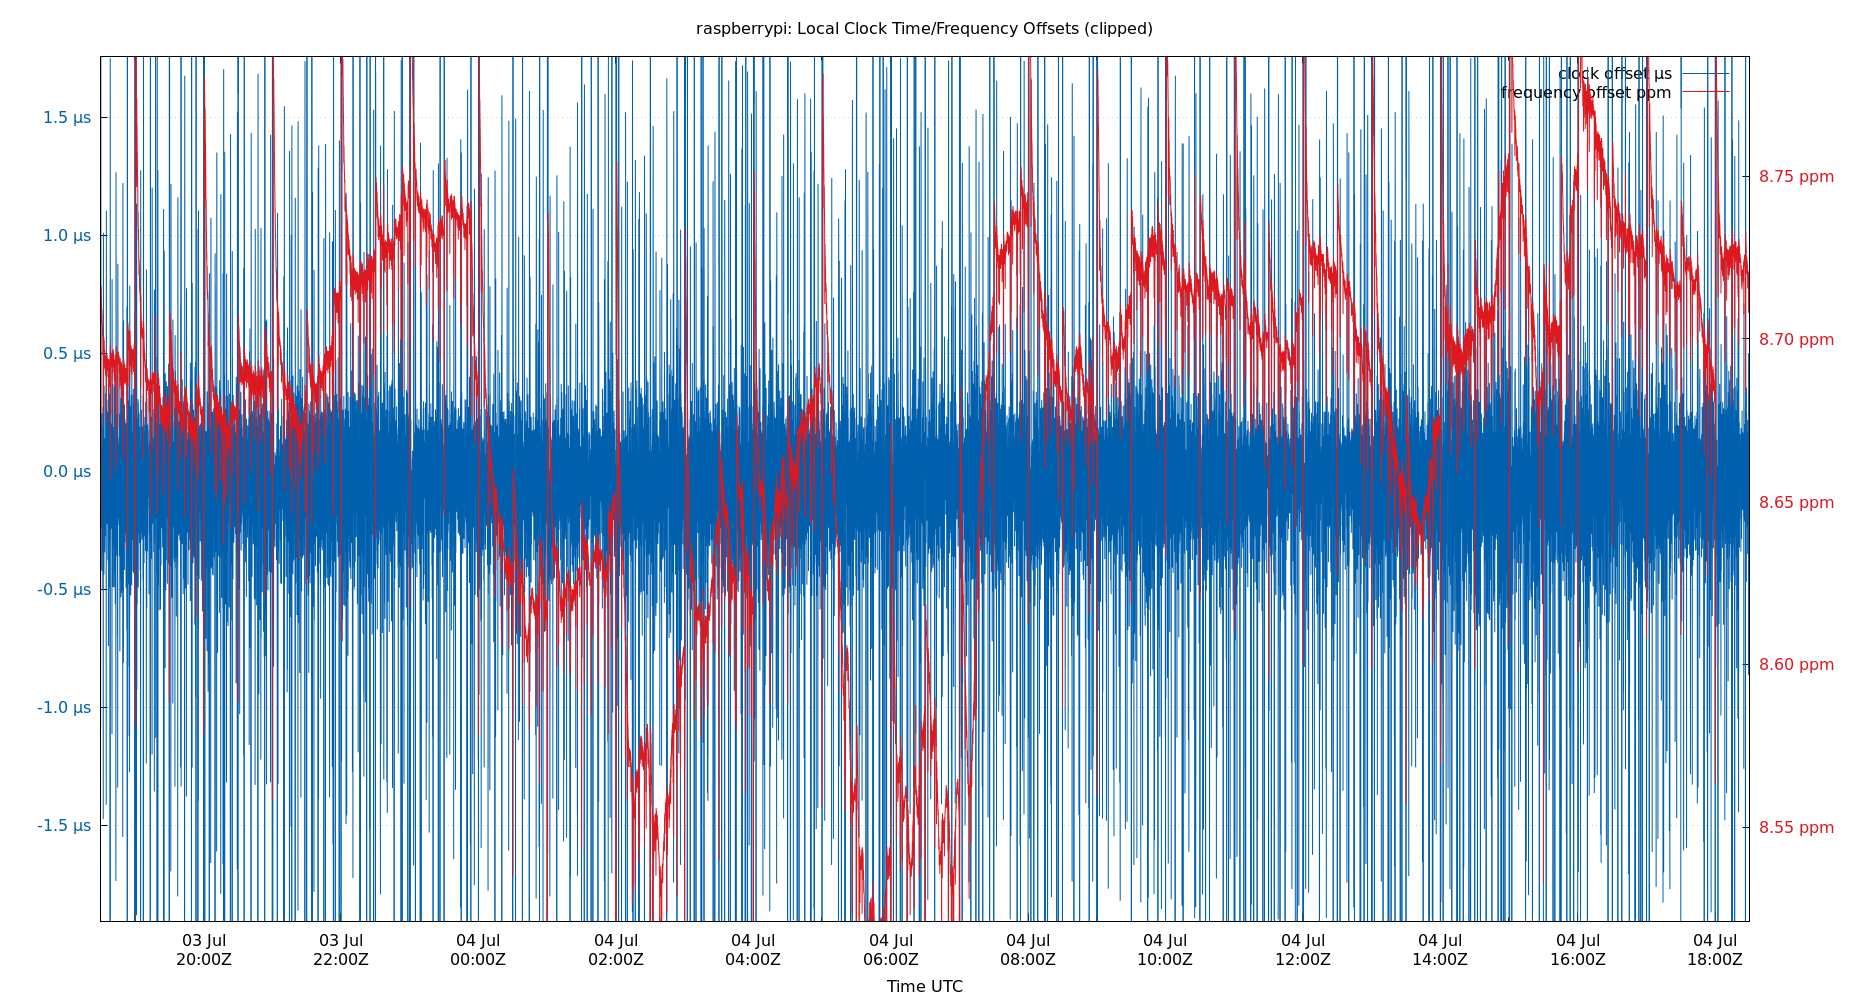 raspberrypi: Local Clock Time/Frequency Offsets (clipped)
clock offset µs
frequency offset ppm
1.5 µs
1.0 µs
0.5 µs
0.0 µs
-0.5 µs
-1.0 µs
-1.5 µs
8.75 ppm
8.70 ppm
8.65 ppm
8.60 ppm
8.55 ppm
03 Jul
20:00Z
03 Jul
22:00Z
04 Jul
00:00Z
04 Jul
02:00Z
04 Jul
04:00Z
04 Jul
06:00Z
04 Jul
08:00Z
04 Jul
10:00Z
04 Jul
12:00Z
04 Jul
14:00Z
04 Jul
16:00Z
04 Jul
18:00Z
Time UTC